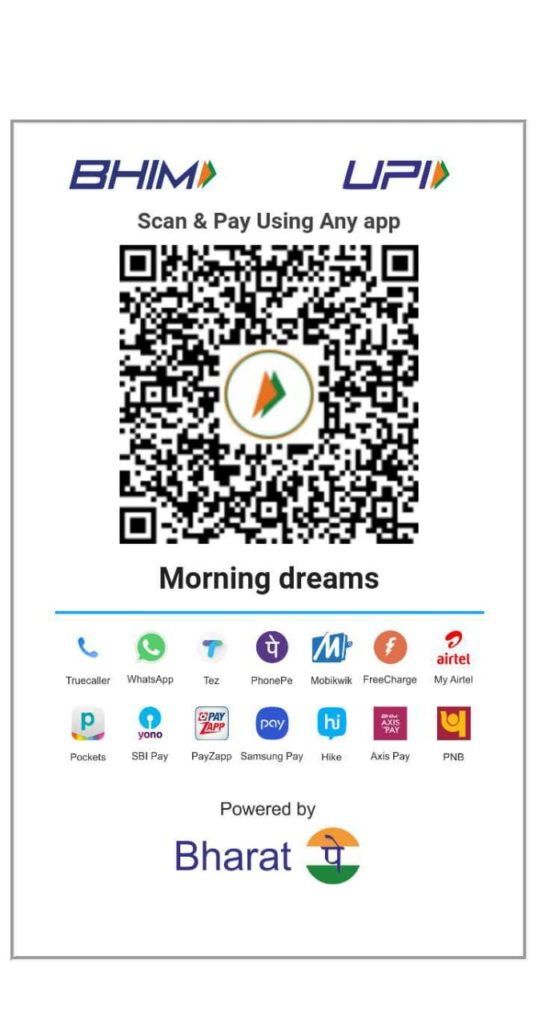 BHIM UPI
Scan & Pay Using Any app
Morning dreams
airtel
Truecaller WhatsApp Tez PhonePe Mobikwik FreeCharge My Airtel
yono PAY ZAPP pay hi BHIM AXIS PAY
Pockets SBI Pay PayZapp Samsung Pay Hike Axis Pay PNB
Powered by
Bharat पे